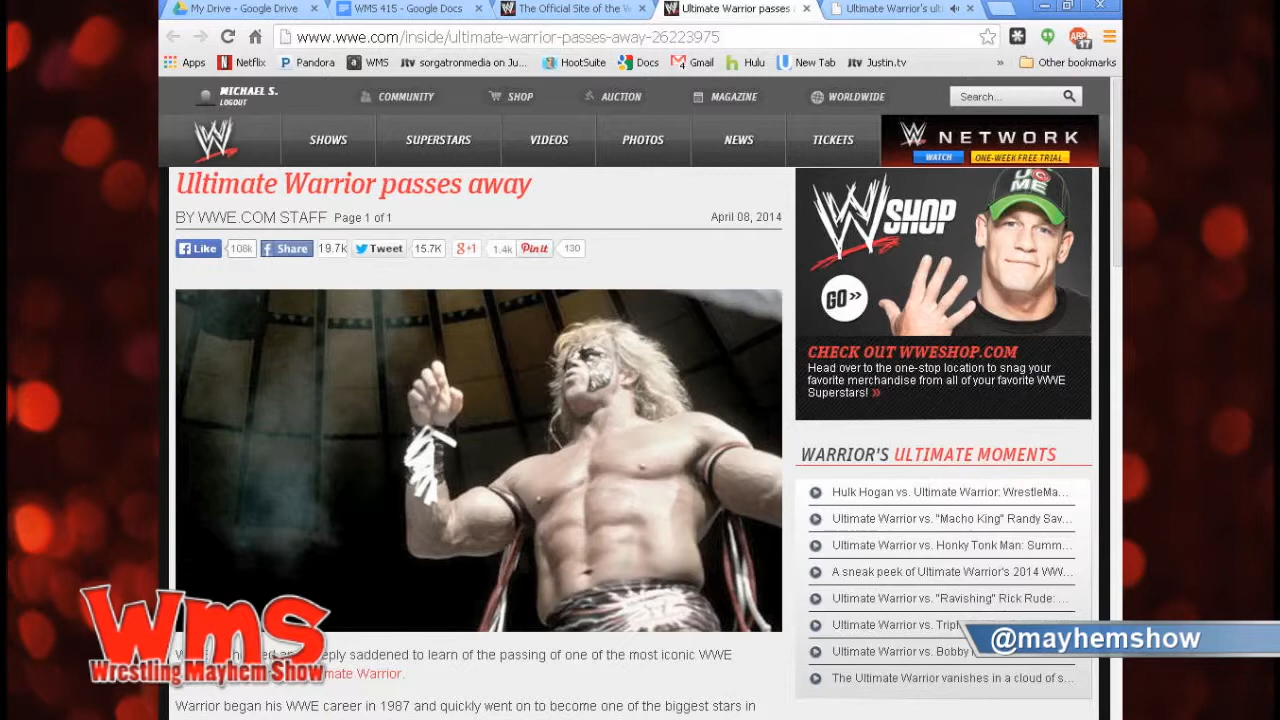 My Drive - Google Drive
WMS 415 - Google Docs
The Official Site of the W
Ultimate Warrior passes
Ultimate Warrior's ulti
www.wwe.com/inside/ultimate-warrior-passes-away-26223975
ABP
17
Apps
Netflix
Pandora
WMS
sorgatronmedia on Ju...
HootSuite
Docs
Gmail
Hulu
New Tab
Justin.tv
»
Other bookmarks
MICHAEL S.
LOGOUT
COMMUNITY
SHOP
AUCTION
MAGAZINE
WORLDWIDE
Search...
SHOWS
SUPERSTARS
VIDEOS
PHOTOS
NEWS
TICKETS
NETWORK
WATCH
ONE-WEEK FREE TRIAL
Ultimate Warrior passes away
BY WWE.COM STAFF Page 1 of 1
April 08, 2014
Like 108k Share 19.7k Tweet 15.7K +1 1.4k Pinit 130
SHOP
ME
GO »
CHECK OUT WWESHOP.COM
Head over to the one-stop location to snag your
favorite merchandise from all of your favorite WWE
Superstars! »
WARRIOR'S ULTIMATE MOMENTS
Hulk Hogan vs. Ultimate Warrior: WrestleMa...
Ultimate Warrior vs. "Macho King" Randy Sav...
Ultimate Warrior vs. Honky Tonk Man: Summ...
A sneak peek of Ultimate Warrior's 2014 WW...
Ultimate Warrior vs. "Ravishing" Rick Rude: ...
Ultimate Warrior vs. Tripl
Ultimate Warrior vs. Bobby
The Ultimate Warrior vanishes in a cloud of s...
saddened to learn of the passing of one of the most iconic WWE
Warrior.
Warrior began his WWE career in 1987 and quickly went on to become one of the biggest stars in
WMS
Wrestling Mayhem Show
@mayhemshow